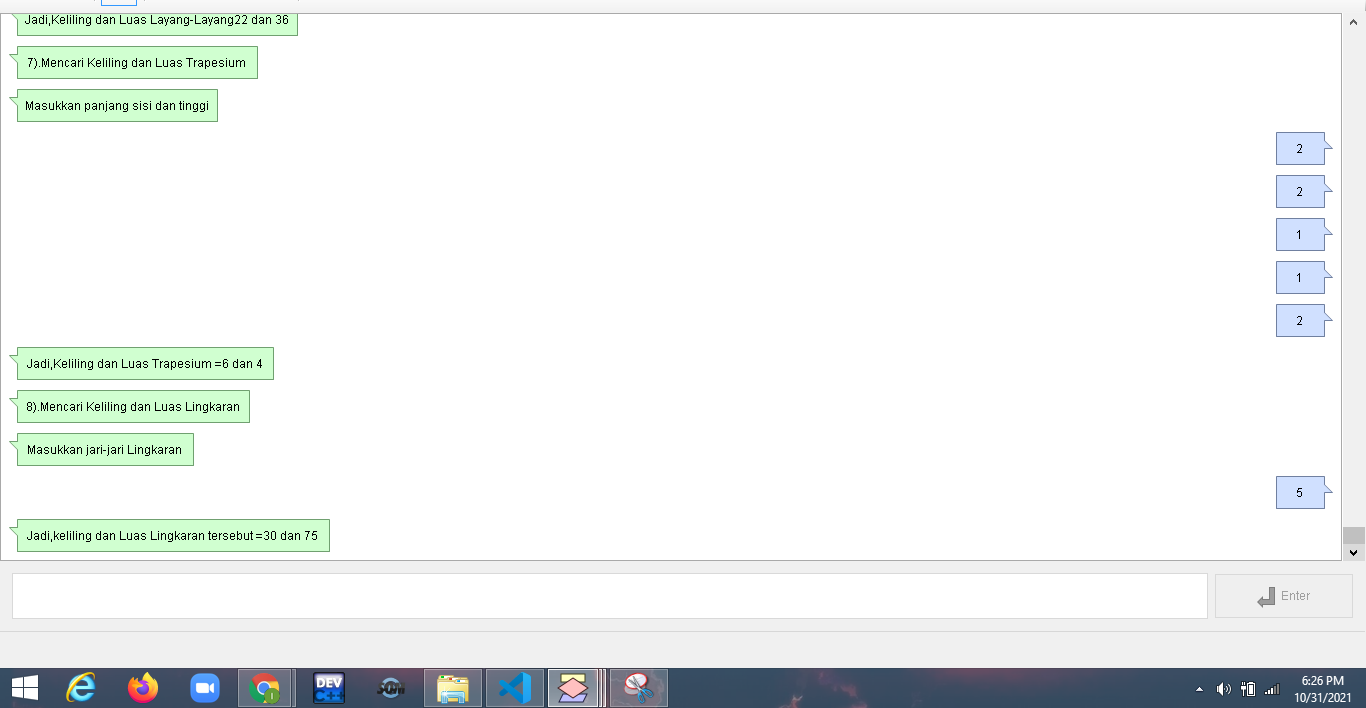 Jadi,Keliling dan Luas Layang-Layang22 dan 36
7).Mencari Keliling dan Luas Trapesium
Masukkan panjang sisi dan tinggi
2
2
1
1
2
Jadi,Keliling dan Luas Trapesium =6 dan 4
8).Mencari Keliling dan Luas Lingkaran
Masukkan jari-jari Lingkaran
5
Jadi,keliling dan Luas Lingkaran tersebut =30 dan 75
Enter
DEV
C++
6:26 PM
10/31/2021